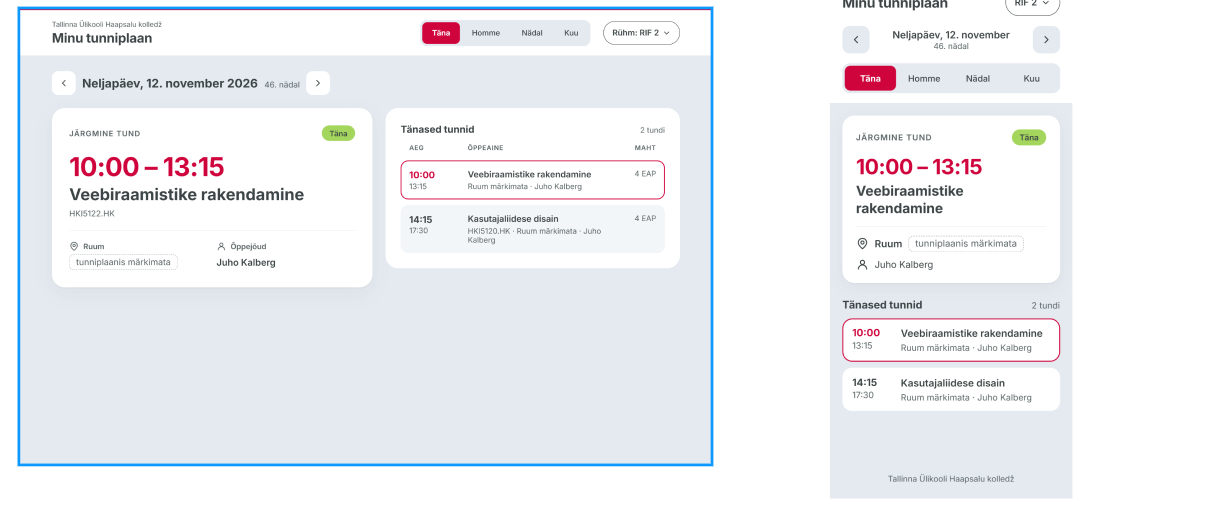 Tallinna Ülikooli Haapsalu kolledž
Minu tunniplaan
Täna
Homme
Nädal
Kuu
Rühm: RIF 2
Neljapäev, 12. november 2026
46. nädal
JÄRGMINE TUND
Täna
10:00 – 13:15
Veebiraamistike rakendamine
HKI5122.HK
Ruum
Õppejõud
tunniplaanis märkimata
Juho Kalberg
Tänased tunnid
2 tundi
AEG
ÕPPEAINE
MAHT
10:00
Veebiraamistike rakendamine
4 EAP
13:15
Ruum märkimata · Juho Kalberg
14:15
Kasutajaliidese disain
4 EAP
17:30
HKI5120.HK · Ruum märkimata · Juho
Kalberg
Minu tunniplaan
RIF 2
Neljapäev, 12. november
46. nädal
Täna
Homme
Nädal
Kuu
JÄRGMINE TUND
Täna
10:00 – 13:15
Veebiraamistike
rakendamine
Ruum
tunniplaanis märkimata
Juho Kalberg
Tänased tunnid
2 tundi
10:00
Veebiraamistike rakendamine
13:15
Ruum märkimata · Juho Kalberg
14:15
Kasutajaliidese disain
17:30
Ruum märkimata · Juho Kalberg
Tallinna Ülikooli Haapsalu kolledž